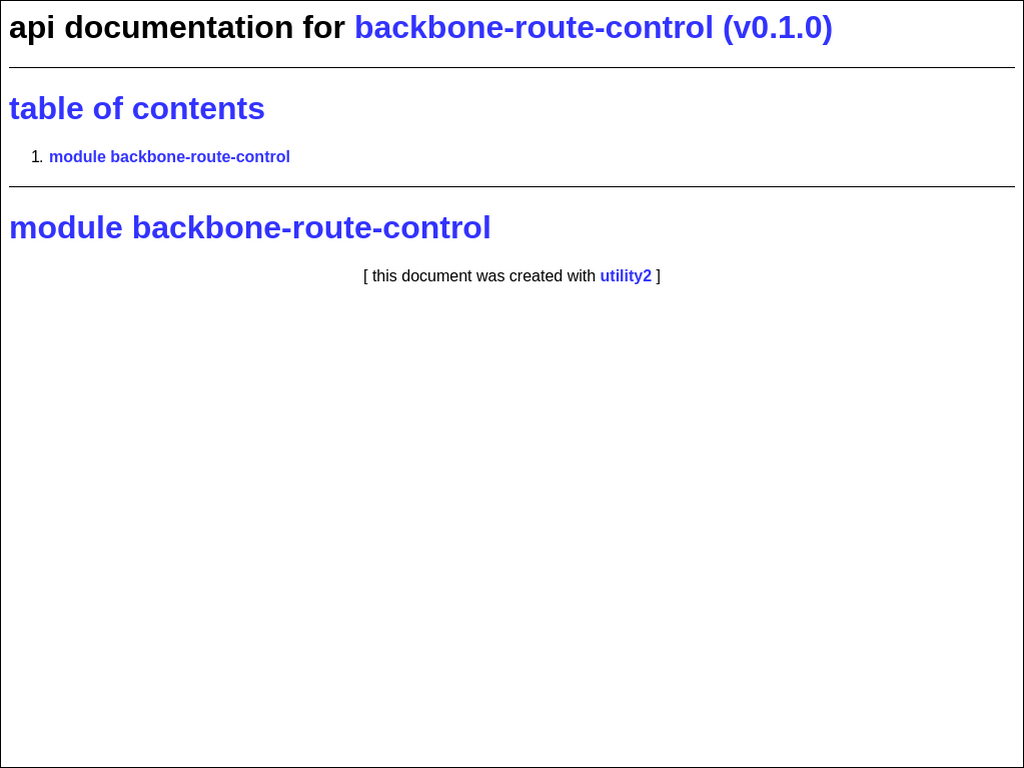 api documentation for backbone-route-control (v0.1.0)
table of contents
1. module backbone-route-control
module backbone-route-control
[ this document was created with utility2 ]